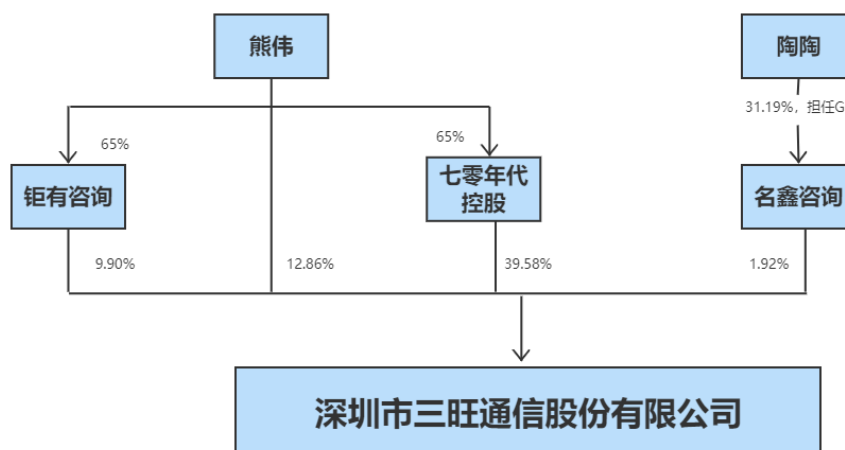 熊伟
陶陶
31.19%，担任G
65%
65%
钜有咨询
七零年代
控股
名鑫咨询
9.90%
12.86%
39.58%
1.92%
深圳市三旺通信股份有限公司